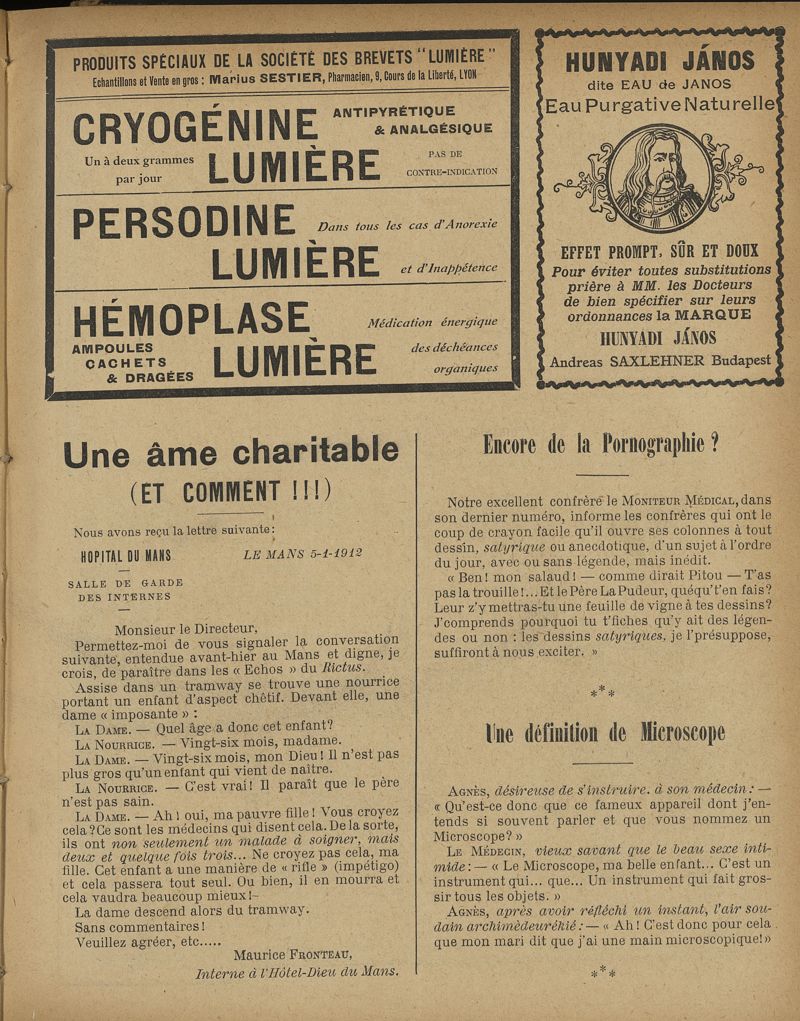 PRODUITS SPÉCIAUX DE LA SOCIÉTÉ DES BREVETS "LUMIÈRE"
Echantillons et Vente en gros : Marius SESTIER, Pharmacien, 9, Cours de la Liberté, LYON
CRYOGÉNINE ANTIPYRÉTIQUE
& ANALGÉSIQUE
Un à deux grammes
par jour
LUMIÈRE
PAS DE
CONTRE-INDICATION
PERSODINE Dans tous les cas d'Anorexie
LUMIÈRE et d'Inappétence
HÉMOPLASE Médication énergique
AMPOULES
CACHETS
& DRAGÉES
LUMIÈRE
des déchéances
organiques
HUNYADI JÁNOS
dite EAU de JANOS
Eau Purgative Naturelle
EFFET PROMPT, SÛR ET DOUX
Pour éviter toutes substitutions
prière à MM. les Docteurs
de bien spécifier sur leurs
ordonnances la MARQUE
HUNYADI JÁNOS
Andreas SAXLEHNER Budapest
Une âme charitable
(ET COMMENT !!!)
Nous avons reçu la lettre suivante :
HOPITAL DU MANS LE MANS 5-1-1912
SALLE DE GARDE
DES INTERNES
Monsieur le Directeur,
Permettez-moi de vous signaler la conversation
suivante, entendue avant-hier au Mans et digne, je
crois, de paraître dans les « Echos » du Rictus.
Assise dans un tramway se trouve une nourrice
portant un enfant d'aspect chétif. Devant elle, une
dame « imposante » :
LA DAME. — Quel âge a donc cet enfant?
LA NOURRICE. — Vingt-six mois, madame.
LA DAME. — Vingt-six mois, mon Dieu ! Il n'est pas
plus gros qu'un enfant qui vient de naître.
LA NOURRICE. — C'est vrai! Il paraît que le père
n'est pas sain.
LA DAME. — Ah ! oui, ma pauvre fille ! Vous croyez
cela ? Ce sont les médecins qui disent cela. De la sorte,
ils ont non seulement un malade à soigner, mais
deux et quelque fois trois... Ne croyez pas cela, ma
fille. Cet enfant a une manière de « rifle » (impétigo)
et cela passera tout seul. Ou bien, il en mourra et
cela vaudra beaucoup mieux !-
La dame descend alors du tramway.
Sans commentaires !
Veuillez agréer, etc.....
Maurice FRONTEAU,
Interne à l'Hôtel-Dieu du Mans.
Encore de la Pornographie ?
Notre excellent confrère le MONITEUR MÉDICAL, dans
son dernier numéro, informe les confrères qui ont le
coup de crayon facile qu'il ouvre ses colonnes à tout
dessin, satyrique ou anecdotique, d'un sujet à l'ordre
du jour, avec ou sans légende, mais inédit.
« Ben! mon salaud! — comme dirait Pitou — T'as
pas la trouille!... Et le Père La Pudeur, quéqu't'en fais?
Leur z'y mettras-tu une feuille de vigne à tes dessins?
J'comprends pourquoi tu t'fiches qu'y ait des légen-
des ou non : les dessins satyriques, je l'présuppose,
suffiront à nous exciter. »
***
Une définition de Microscope
AGNÈS, désireuse de s'instruire. à son médecin : —
« Qu'est-ce donc que ce fameux appareil dont j'en-
tends si souvent parler et que vous nommez un
Microscope? »
LE MÉDECIN, vieux savant que le beau sexe inti-
mide : — « Le Microscope, ma belle enfant... C'est un
instrument qui... que... Un instrument qui fait gros-
sir tous les objets. »
AGNÈS, après avoir réfléchi un instant, l'air sou-
dain archimèdeuréhié : — « Ah ! C'est donc pour cela
que mon mari dit que j'ai une main microscopique!»
***